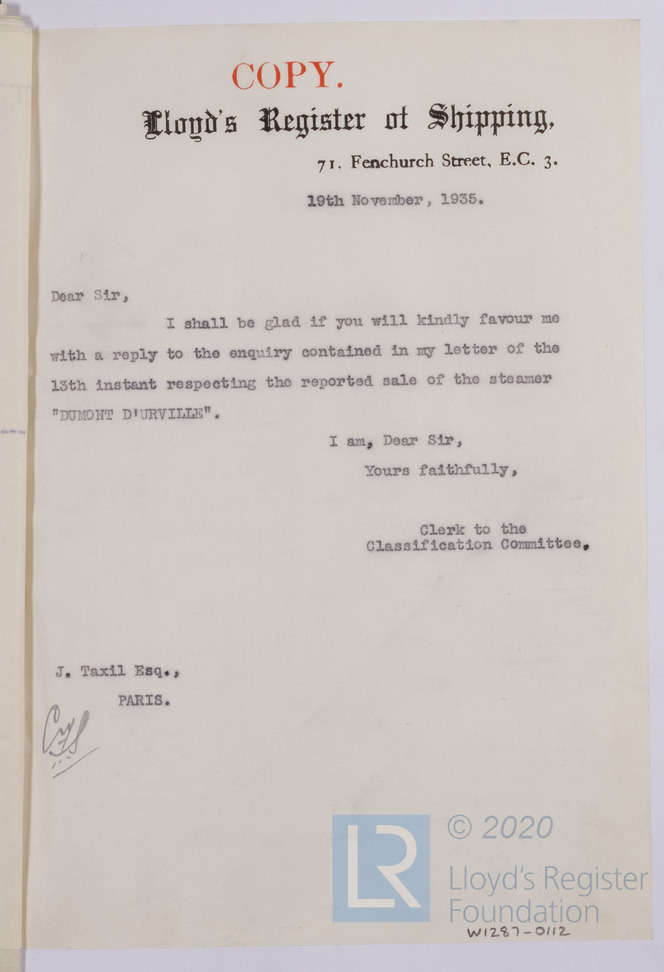 COPY.
Lloyd's Register of Shipping,
71, Fenchurch Street, E.C. 3.
19th November, 1935.
Dear Sir,
I shall be glad if you will kindly favour me
with a reply to the enquiry contained in my letter of the
13th instant respecting the reported sale of the steamer
"DUMONT D'URVILLE".
I am, Dear Sir,
Yours faithfully,
Clerk to the
Classification Committee.
J. Taxil Esq.,
PARIS.
LR
© 2020
Lloyd's Register
Foundation
W1287-0112